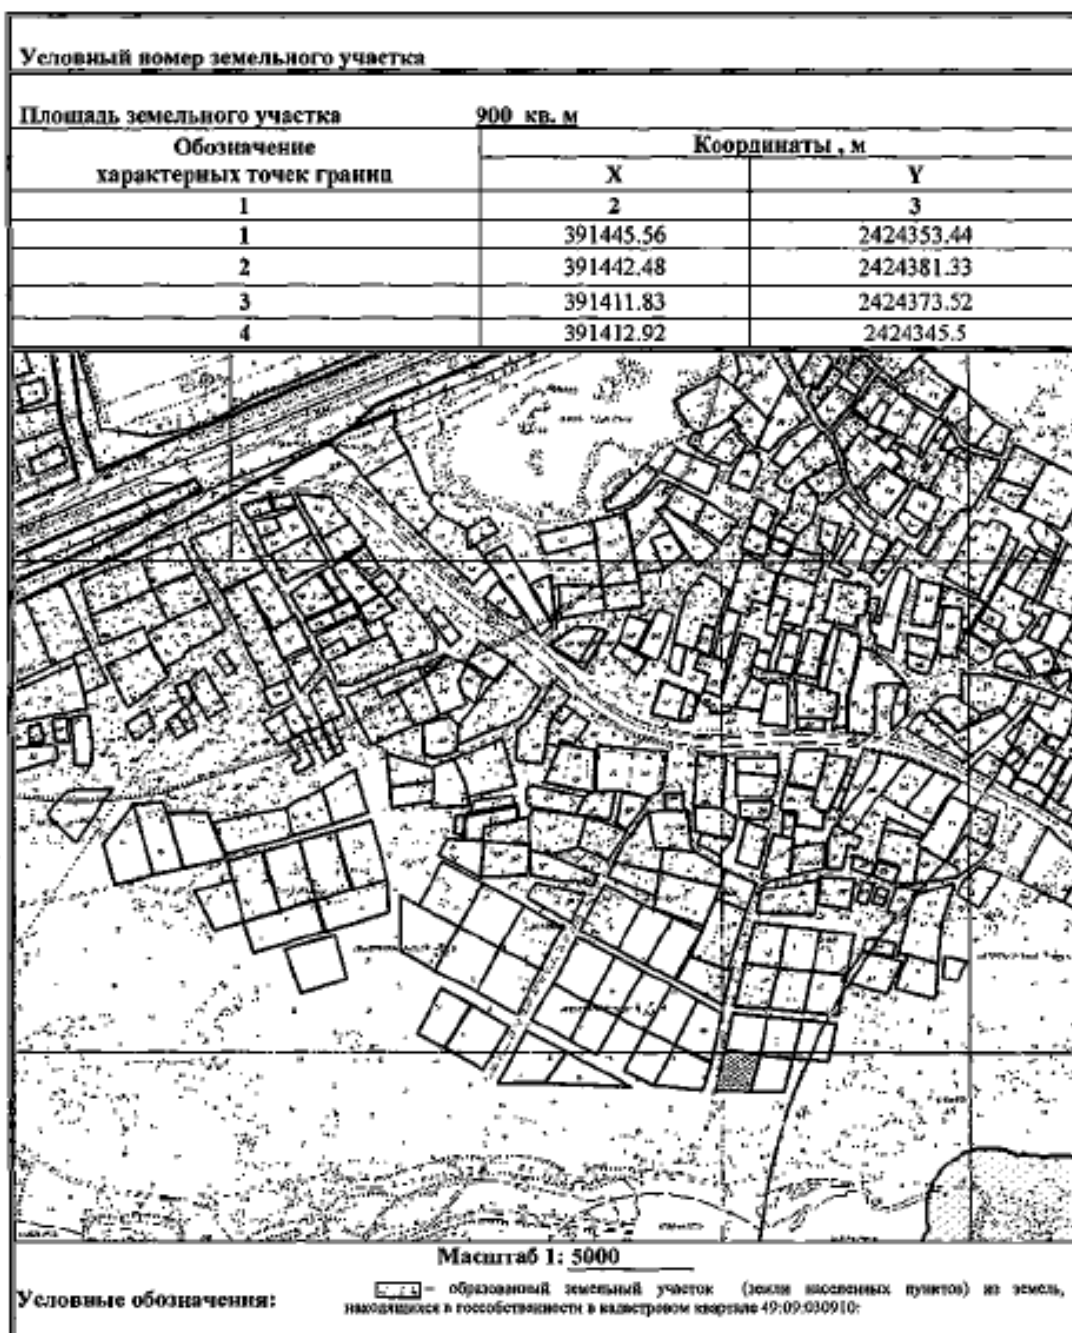 Условный номер земельного участка
Площадь земельного участка 900 кв. м
Обозначение характерных точек границ Координаты , м
X Y
1 2 3
1 391445.56 2424353.44
2 391442.48 2424381.33
3 391411.83 2424373.52
4 391412.92 2424345.5
Масштаб 1: 5000
Условные обозначения: – образованный земельный участок (земли населенных пунктов) из земель,
находящихся в госсобственности в кадастровом квартале 49:09:030910: